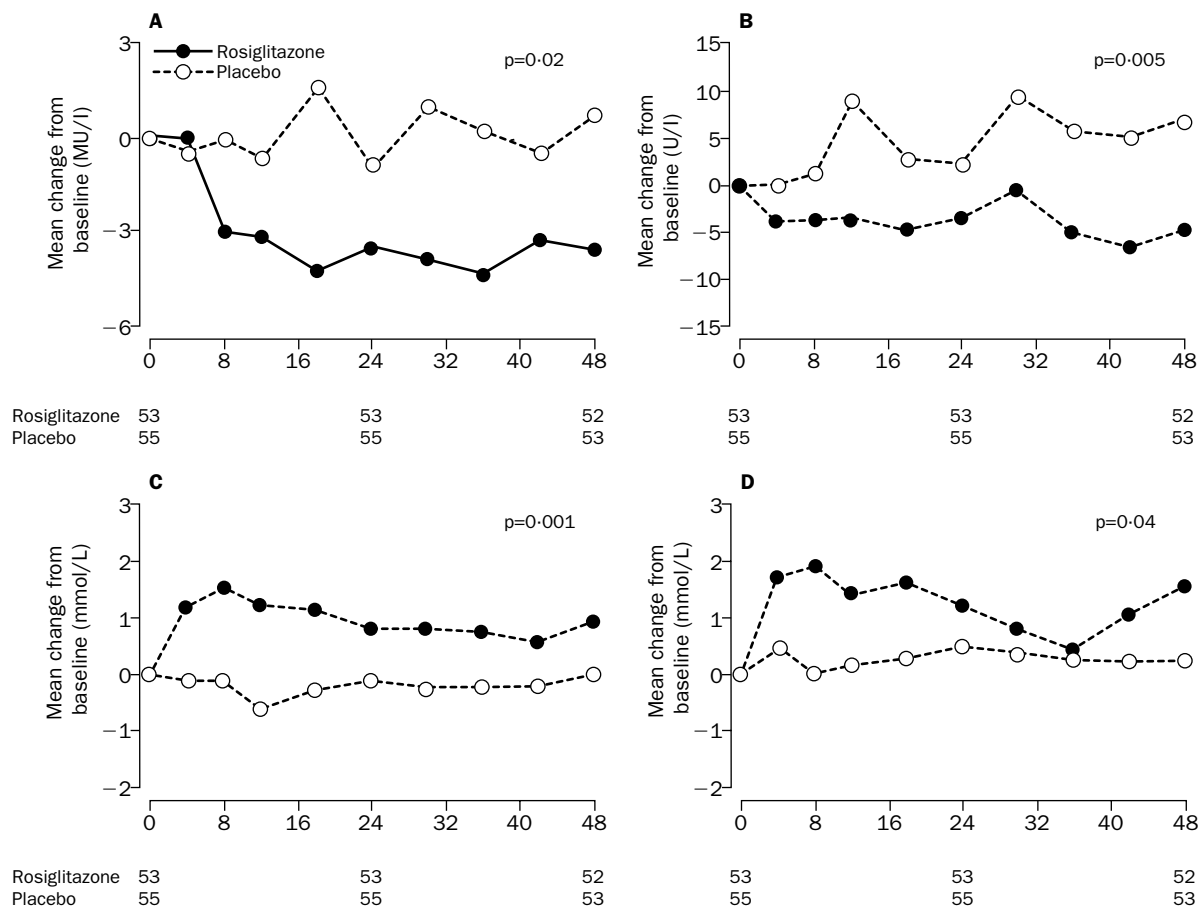 A
3
0
−3
−6
Mean change from
baseline (MU/l)
Rosiglitazone
Placebo
p=0·02
0 8 16 24 32 40 48
Rosiglitazone 53 53 52
Placebo 55 55 53
B
15
10
5
0
−5
−10
−15
Mean change from
baseline (U/l)
p=0·005
0 8 16 24 32 40 48
53 53 52
55 55 53
C
3
2
1
0
−1
−2
Mean change from
baseline (mmol/L)
p=0·001
0 8 16 24 32 40 48
Rosiglitazone 53 53 52
Placebo 55 55 53
D
3
2
1
0
−1
−2
Mean change from
baseline (mmol/L)
p=0·04
0 8 16 24 32 40 48
53 53 52
55 55 53